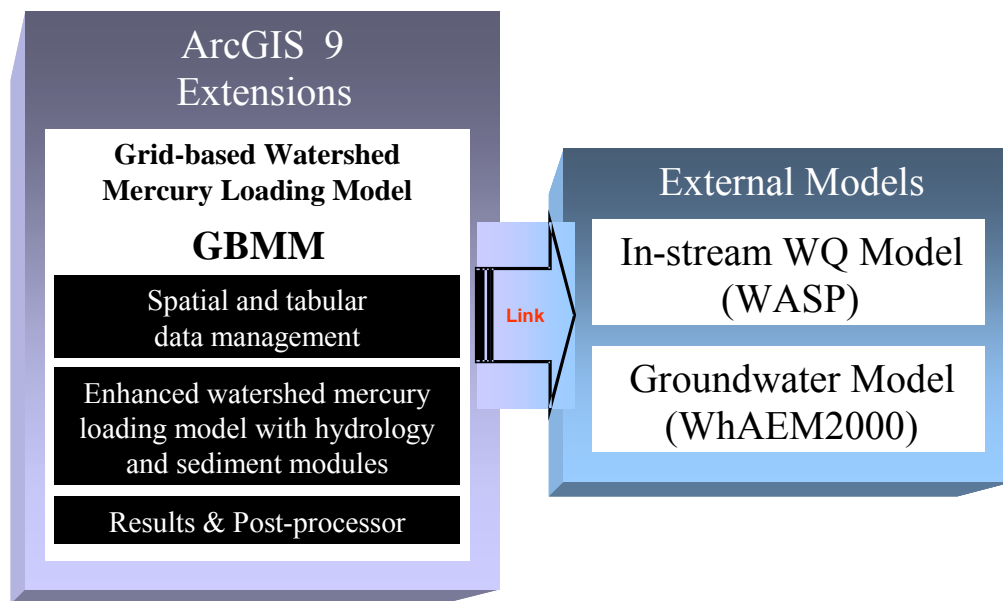 ArcGIS 9
Extensions
Grid-based Watershed
Mercury Loading Model
GBMM
Spatial and tabular
data management
Enhanced watershed mercury
loading model with hydrology
and sediment modules
Results & Post-processor
Link
External Models
In-stream WQ Model
(WASP)
Groundwater Model
(WhAEM2000)